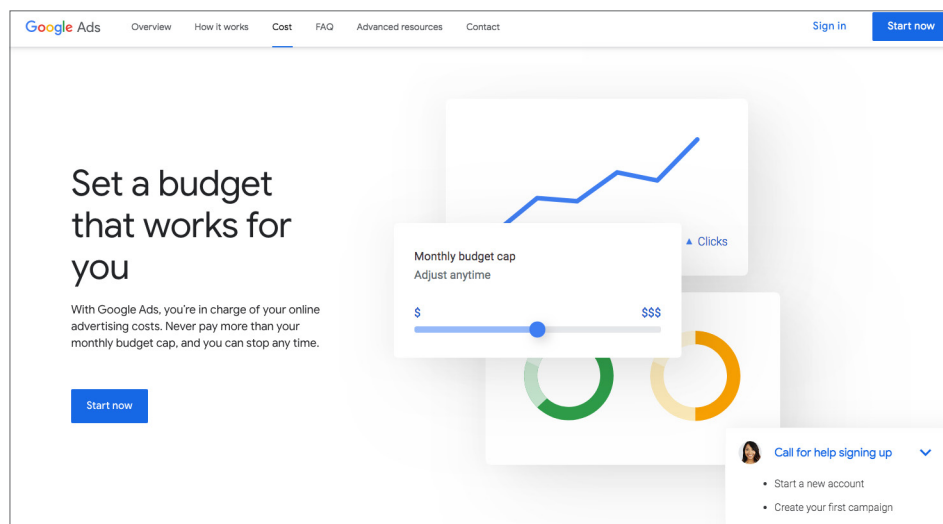 Google Ads
Overview
How it works
Cost
FAQ
Advanced resources
Contact
Sign in
Start now
Set a budget
that works for
you
With Google Ads, you're in charge of your online
advertising costs. Never pay more than your
monthly budget cap, and you can stop any time.
Start now
▲ Clicks
Monthly budget cap
Adjust anytime
$ $$$
Call for help signing up
• Start a new account
• Create your first campaign